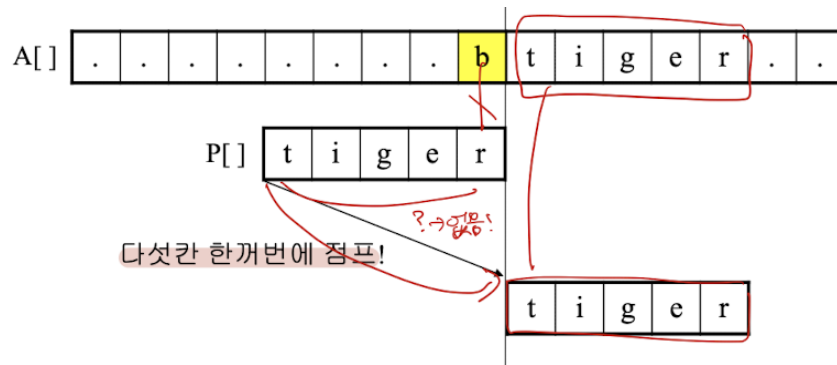 A[ ] . . . . . . . . b t i g e r . .
P[ ] t i g e r
?→없음!
다섯칸 한꺼번에 점프!
t i g e r